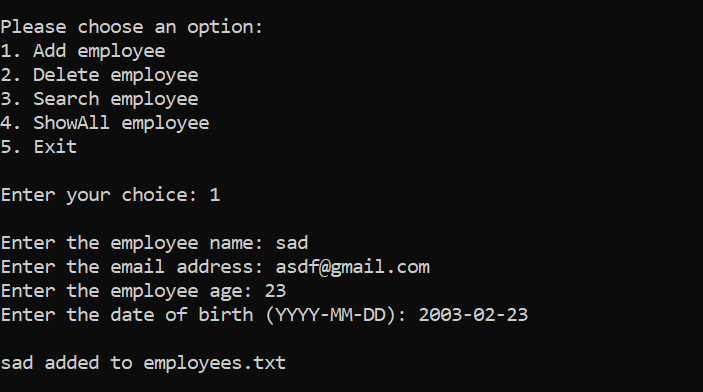 Please choose an option:
1. Add employee
2. Delete employee
3. Search employee
4. ShowAll employee
5. Exit
Enter your choice: 1
Enter the employee name: sad
Enter the email address: asdf@gmail.com
Enter the employee age: 23
Enter the date of birth (YYYY-MM-DD): 2003-02-23
sad added to employees.txt